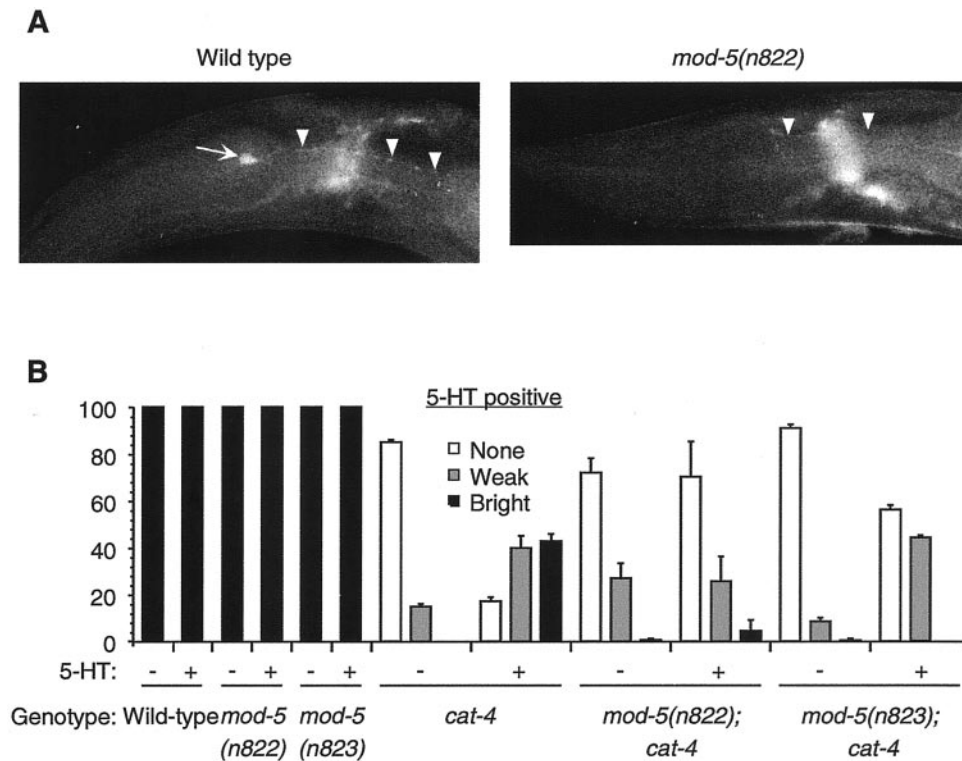 A
Wild type
mod-5(n822)
B
5-HT positive
None
Weak
Bright
100
80
60
40
20
0
5-HT: - + - + - + - + - + - +
Genotype: Wild-type mod-5 mod-5 cat-4 mod-5(n822); mod-5(n823);
(n822) (n823) cat-4 cat-4